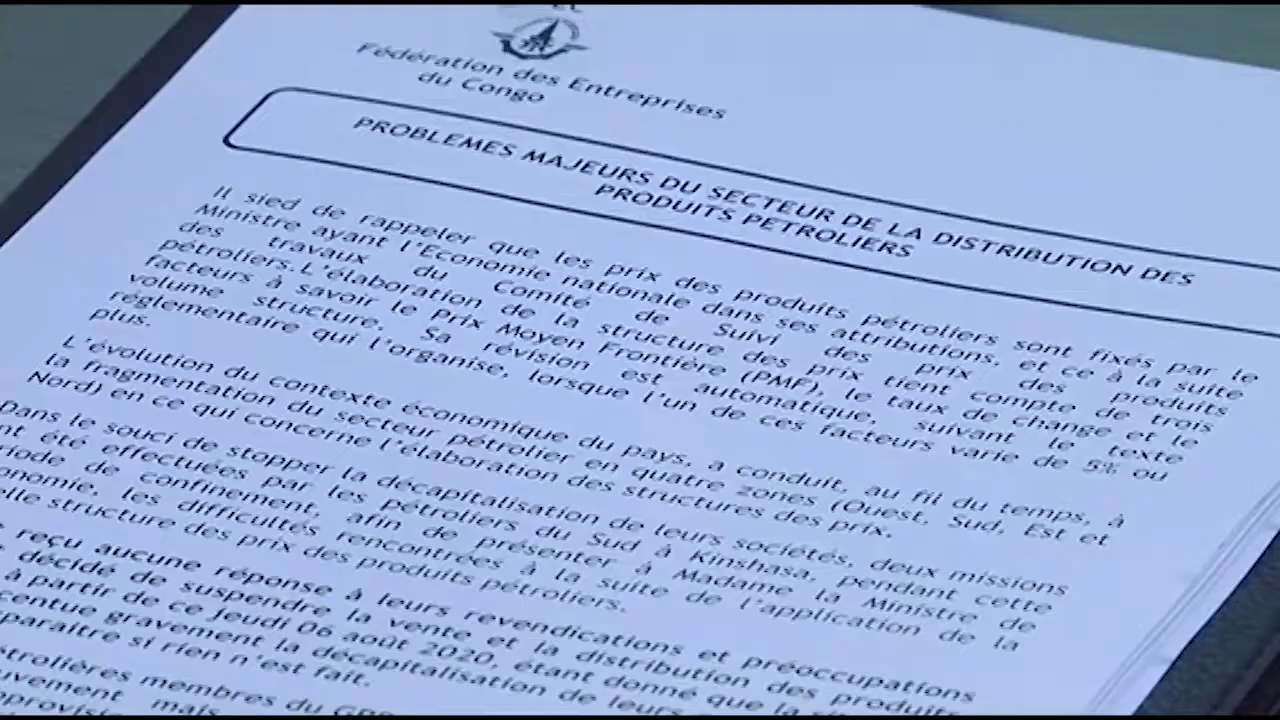 Fédération des Entreprises
du Congo
PROBLEMES MAJEURS DU SECTEUR DE LA DISTRIBUTION DES
PRODUITS PETROLIERS
Il sied de rappeler que les prix des produits pétroliers sont fixés par le
Ministre ayant l'Economie nationale dans ses attributions, et ce à la suite
des travaux du Comité de Suivi des prix des produits
pétroliers. L'élaboration de la structure des prix tient compte de trois
facteurs à savoir le Prix Moyen Frontière (PMF), le taux de change et le
volume structure. Sa révision est automatique, suivant le texte
réglementaire qui l'organise, lorsque l'un de ces facteurs varie de 5% ou
plus.
L'évolution du contexte économique du pays, a conduit, au fil du temps, à
la fragmentation du secteur pétrolier en quatre zones (Ouest, Sud, Est et
Nord) en ce qui concerne l'élaboration des structures des prix.
Dans le souci de stopper la décapitalisation de leurs sociétés, deux missions
nt été effectuées par les pétroliers du Sud à Kinshasa, pendant cette
riode de confinement, afin de présenter à Madame la Ministre de
onomie, les difficultés rencontrées à la suite de l'application de la
elle structure des prix des produits pétroliers.
reçu aucune réponse à leurs revendications et préoccupations
décidé de suspendre la vente et la distribution des produits
à partir de ce jeudi 06 août 2020, étant donné que la
centue gravement la décapitalisation de leurs
paraître si rien n'est fait.
trolières membres du
uvement mais